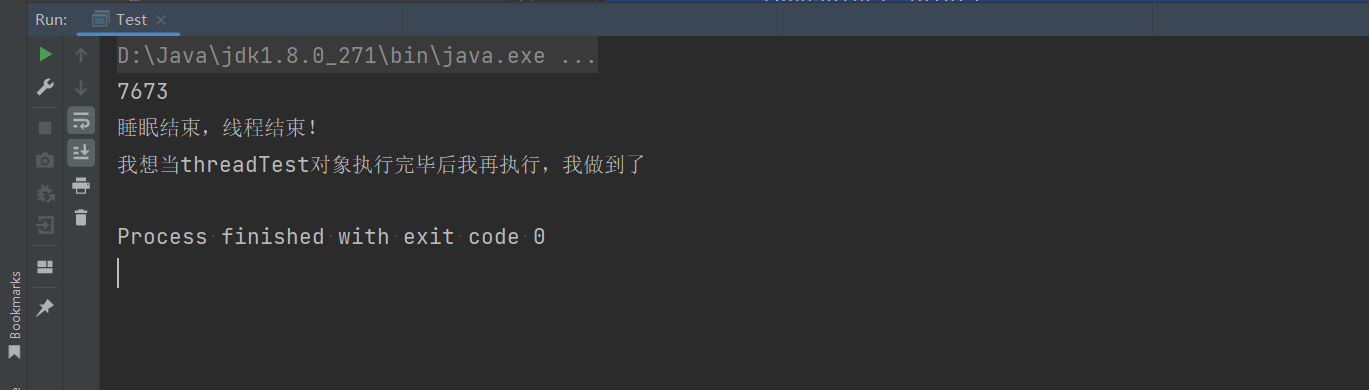 Run: Test
D:\Java\jdk1.8.0_271\bin\java.exe ...
7673
睡眠结束，线程结束！
我想当threadTest对象执行完毕后我再执行，我做到了
Process finished with exit code 0
Bookmarks